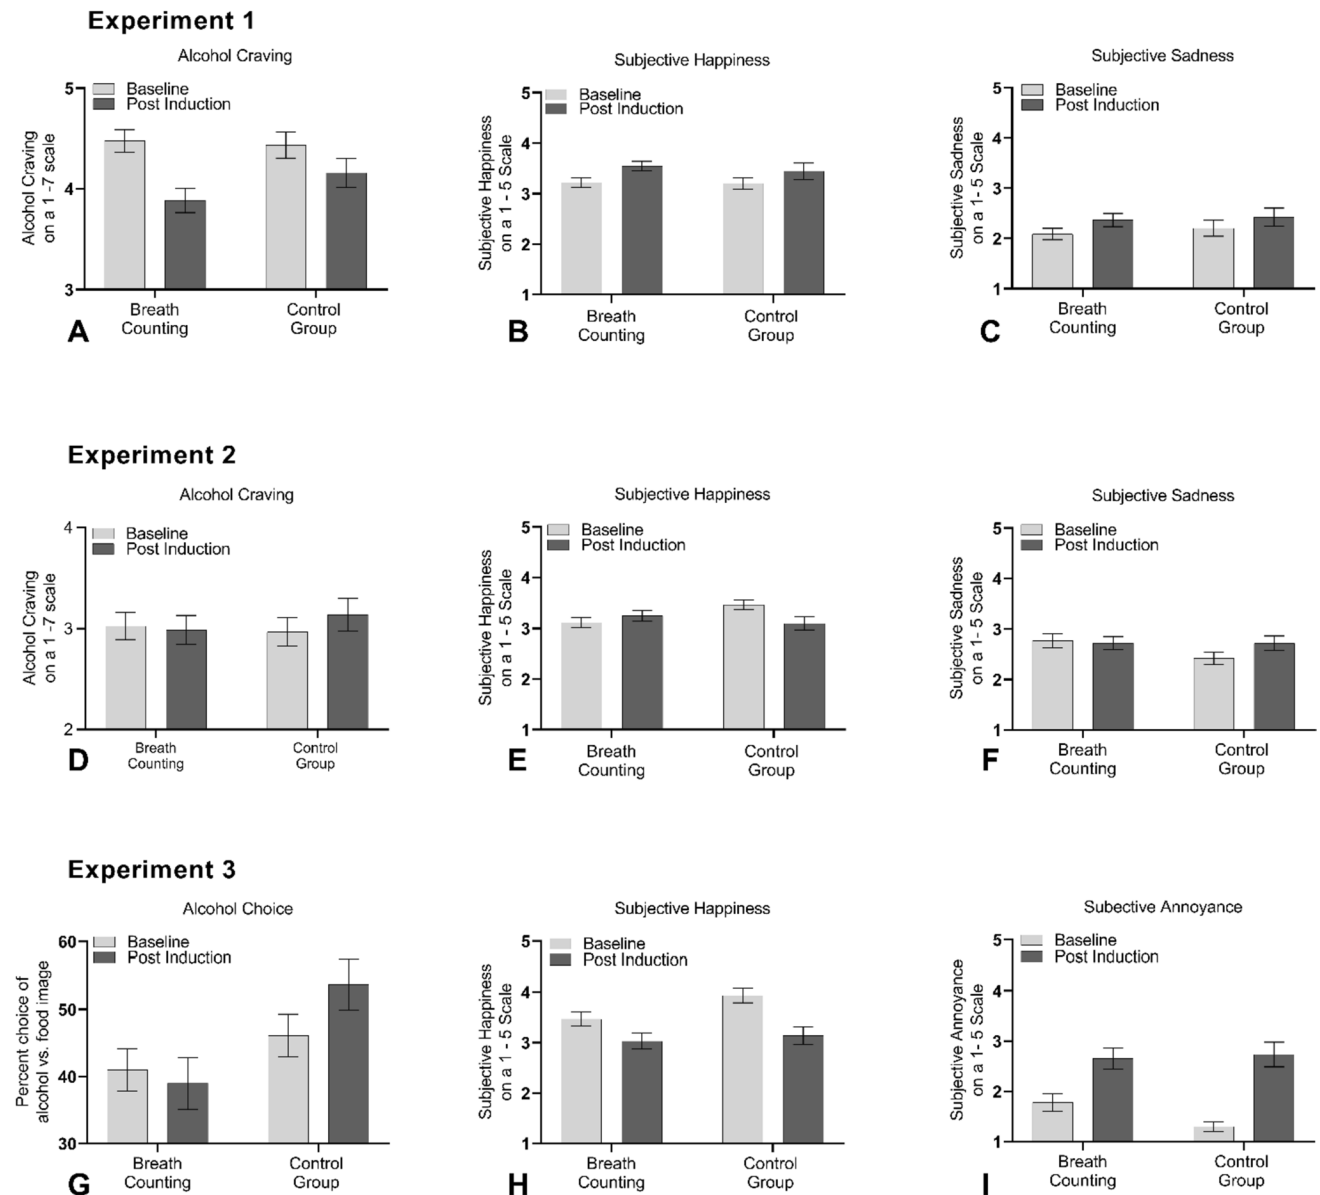 Experiment 1
Alcohol Craving
Baseline
Post Induction
Alcohol Craving
on a 1 -7 scale
5
4
3
Breath
Counting
Control
Group
A
Subjective Happiness
Baseline
Post Induction
Subjective Happiness
on a 1 - 5 Scale
5
4
3
2
1
Breath
Counting
Control
Group
B
Subjective Sadness
Baseline
Post Induction
Subjective Sadness
on a 1- 5 Scale
5
4
3
2
1
Breath
Counting
Control
Group
C
Experiment 2
Alcohol Craving
Baseline
Post Induction
Alcohol Craving
on a 1 -7 scale
4
3
2
Breath
Counting
Control
Group
D
Subjective Happiness
Baseline
Post Induction
Subjective Happiness
on a 1 - 5 Scale
5
4
3
2
1
Breath
Counting
Control
Group
E
Subjective Sadness
Baseline
Post Induction
Subjective Sadness
on a 1- 5 Scale
5
4
3
2
1
Breath
Counting
Control
Group
F
Experiment 3
Alcohol Choice
Baseline
Post Induction
Percent choice of
alcohol vs. food image
60
50
40
30
Breath
Counting
Control
Group
G
Subjective Happiness
Baseline
Post Induction
Subjective Happiness
on a 1 - 5 Scale
5
4
3
2
1
Breath
Counting
Control
Group
H
Subective Annoyance
Baseline
Post Induction
Subjective Annoyance
on a 1- 5 Scale
5
4
3
2
1
Breath
Counting
Control
Group
I